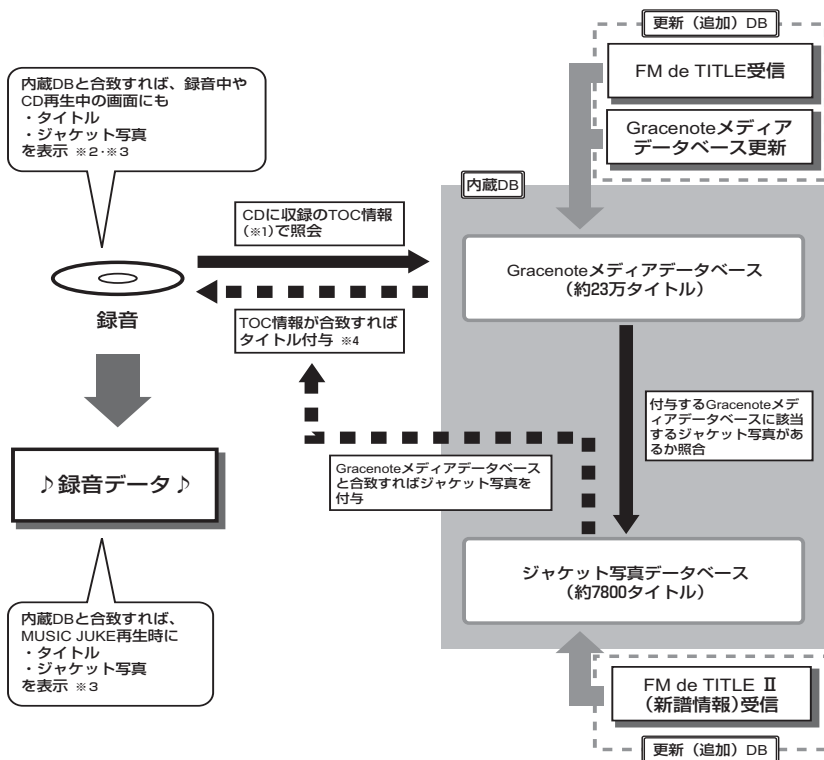 更新（追加）DB
FM de TITLE受信
Gracenoteメディア
データベース更新
内蔵DBと合致すれば、録音中や
CD再生中の画面にも
・タイトル
・ジャケット写真
を表示 ※2・※3
内蔵DB
CDに収録のTOC情報
（※1）で照会
Gracenoteメディアデータベース
（約23万タイトル）
録音
TOC情報が合致すれば
タイトル付与 ※4
付与するGracenoteメデ
ィアデータベースに該当
するジャケット写真があ
るか照合
Gracenoteメディアデータベース
と合致すればジャケット写真を
付与
♪録音データ♪
ジャケット写真データベース
（約7800タイトル）
内蔵DBと合致すれば、
MUSIC JUKE再生時に
・タイトル
・ジャケット写真
を表示 ※3
FM de TITLE Ⅱ
（新譜情報）受信
更新（追加）DB